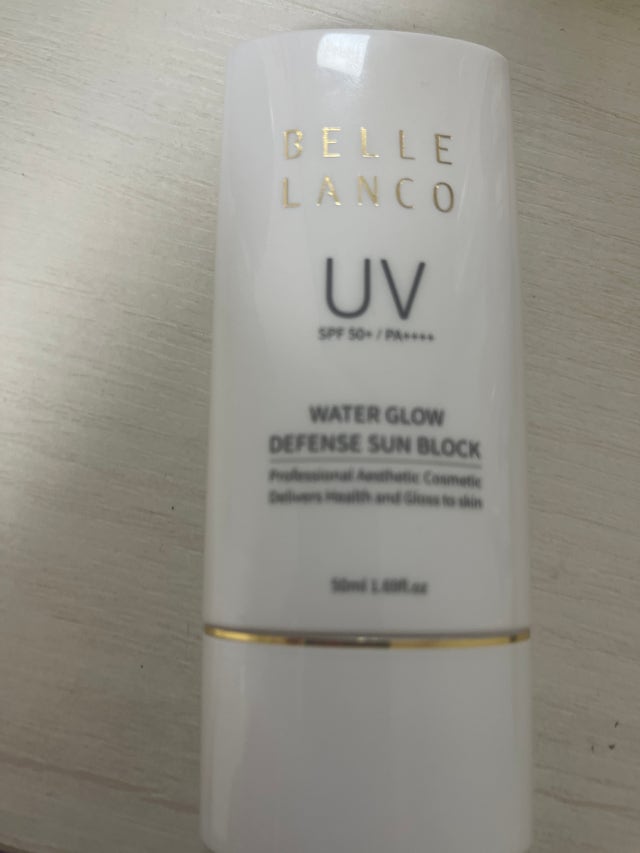 BELLE
LANCO
UV
SPF 50+ / PA++++
WATER GLOW
DEFENSE SUN BLOCK
Professional Aesthetic Cosmetic
Delivers Health and Gloss to skin
50ml 1.69fl.oz